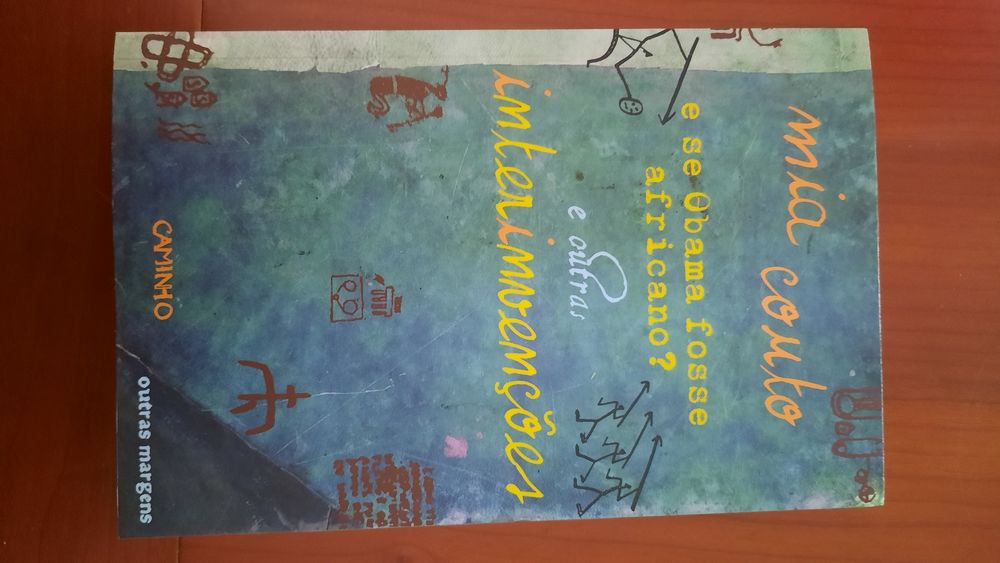 mia couto
e se Obama fosse
africano?
e outras
interinvenções
CAMINHO
outras margens